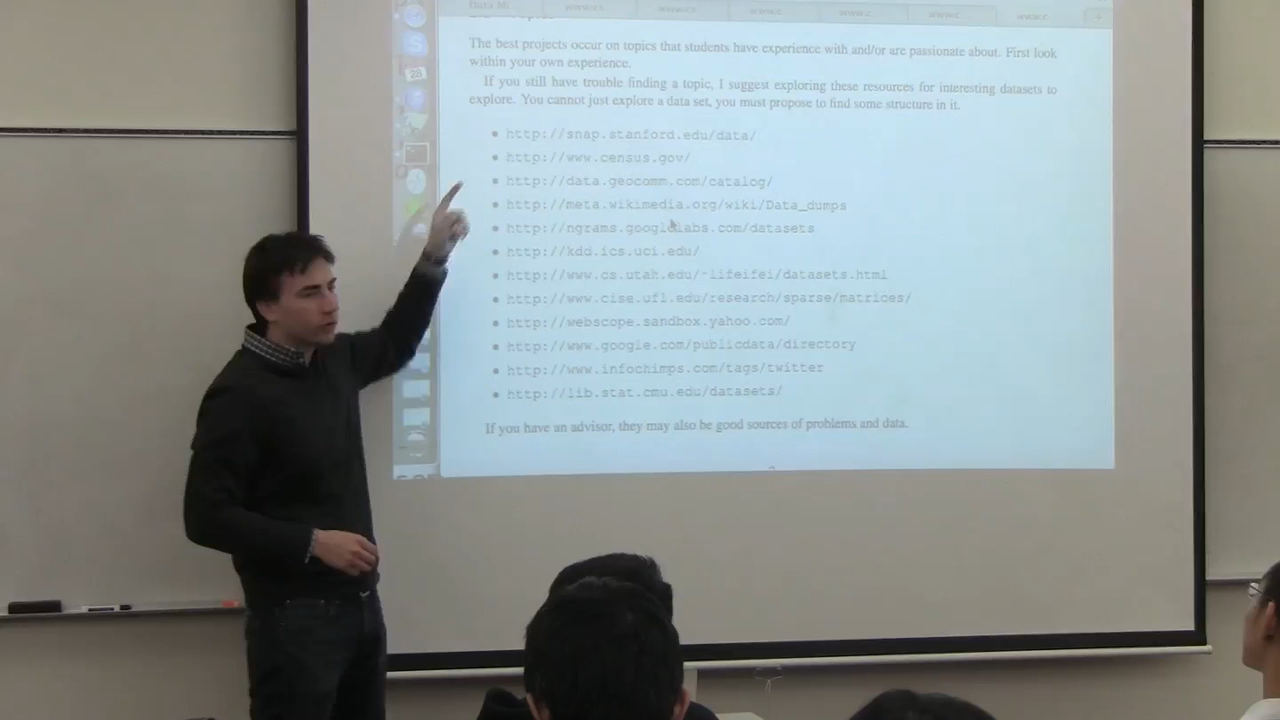 Data Mi...
The best projects occur on topics that students have experience with and/or are passionate about. First look
within your own experience.
If you still have trouble finding a topic, I suggest exploring these resources for interesting datasets to
explore. You cannot just explore a data set, you must propose to find some structure in it.
• http://snap.stanford.edu/data/
• http://www.census.gov/
• http://data.geocomm.com/catalog/
• http://meta.wikimedia.org/wiki/Data_dumps
• http://ngrams.googlelabs.com/datasets
• http://kdd.ics.uci.edu/
• http://www.cs.utah.edu/~lifeifei/datasets.html
• http://www.cise.ufl.edu/research/sparse/matrices/
• http://webscope.sandbox.yahoo.com/
• http://www.google.com/publicdata/directory
• http://www.infochimps.com/tags/twitter
• http://lib.stat.cmu.edu/datasets/
If you have an advisor, they may also be good sources of problems and data.